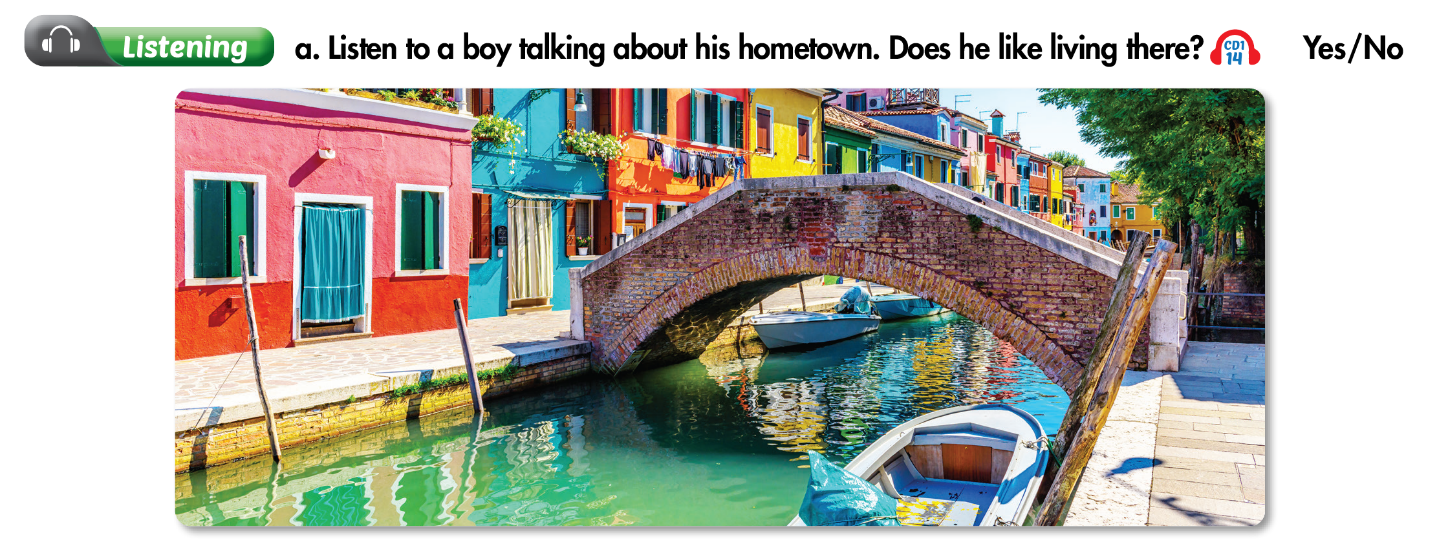 Listening a. Listen to a boy talking about his hometown. Does he like living there? CD1 14 Yes/No